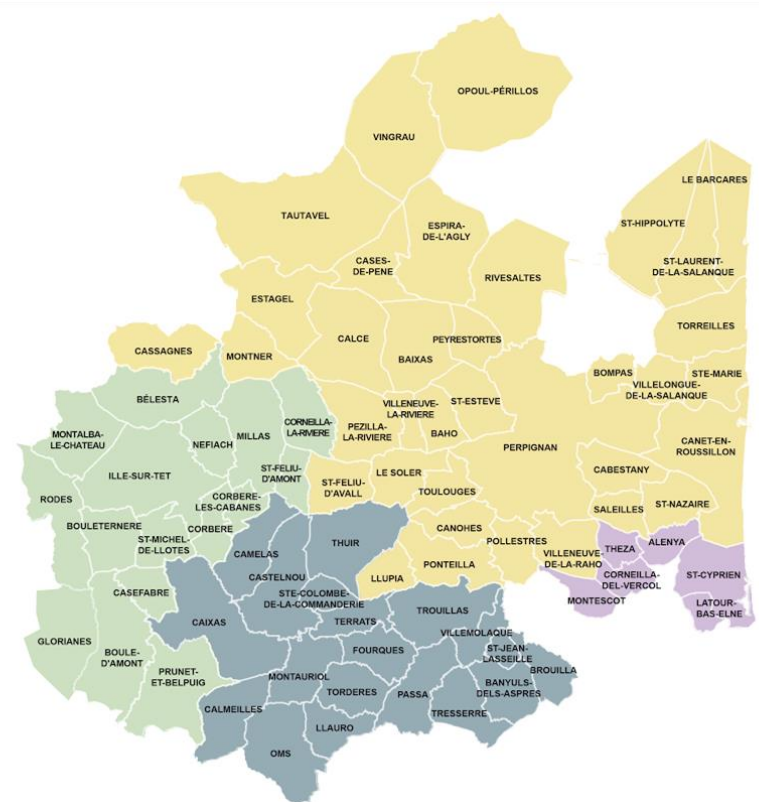 OPOUL-PÉRILLOS
VINGRAU
LE BARCARES
TAUTAVEL
ST-HIPPOLYTE
ESPIRA-
DE-L'AGLY
CASES-
DE-PENE
ST-LAURENT-
DE-LA-SALANQUE
RIVESALTES
ESTAGEL
TORREILLES
CALCE
PEYRESTORTES
CASSAGNES
MONTNER
BAIXAS
BOMPAS
STE-MARIE
VILLELONGUE-
DE-LA-SALANQUE
BÉLESTA
VILLENEUVE-
LA-RIVIERE
ST-ESTEVE
CORNEILLA-
LA-RIVIERE
PEZILLA-
LA-RIVIERE
BAHO
MONTALBA-
LE-CHATEAU
NEFIACH
MILLAS
PERPIGNAN
CANET-EN-
ROUSSILLON
ILLE-SUR-TET
ST-FELIU-
D'AMONT
LE SOLER
CABESTANY
ST-FELIU-
D'AVALL
TOULOUGES
RODES
CORBERE-
LES-CABANES
ST-NAZAIRE
SALEILLES
BOULETERNERE
CORBERE
ST-MICHEL-
DE-LLOTES
CANOHES
POLLESTRES
THUIR
CAMELAS
THEZA
ALENYA
VILLENEUVE-
DE-LA-RAHO
PONTEILLA
CASTELNOU
LLUPIA
CORNEILLA-
DEL-VERCOL
ST-CYPRIEN
CASEFABRE
STE-COLOMBE-
DE-LA-COMMANDERIE
MONTESCOT
LATOUR-
BAS-ELNE
TROUILLAS
CAIXAS
TERRATS
VILLEMOLAQUE
GLORIANES
BOULE-
D'AMONT
FOURQUES
ST-JEAN-
LASSEILLE
PRUNET-
ET-BELPUIG
BROUILLA
MONTAURIOL
BANYULS-
DELS-ASPRES
TORDERES
PASSA
CALMEILLES
TRESSERRE
LLAURO
OMS